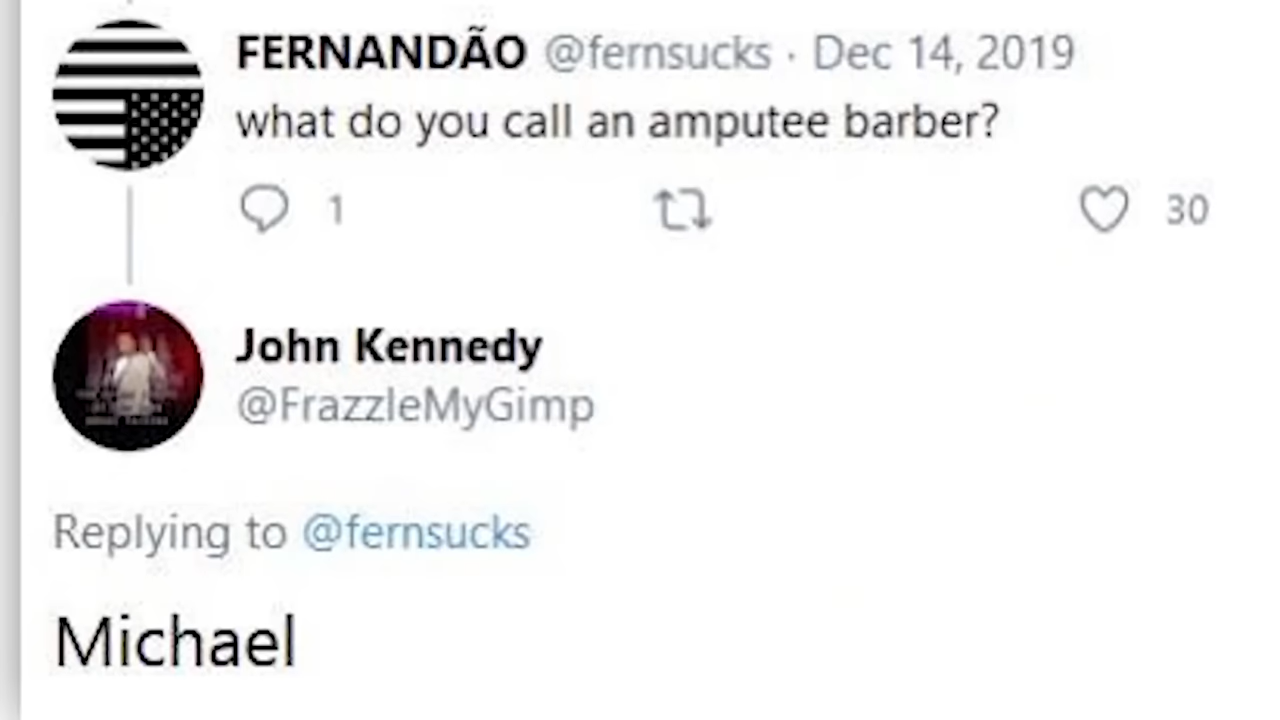 FERNANDÃO @fernsucks · Dec 14, 2019
what do you call an amputee barber?
1 30
John Kennedy
@FrazzleMyGimp
Replying to @fernsucks
Michael